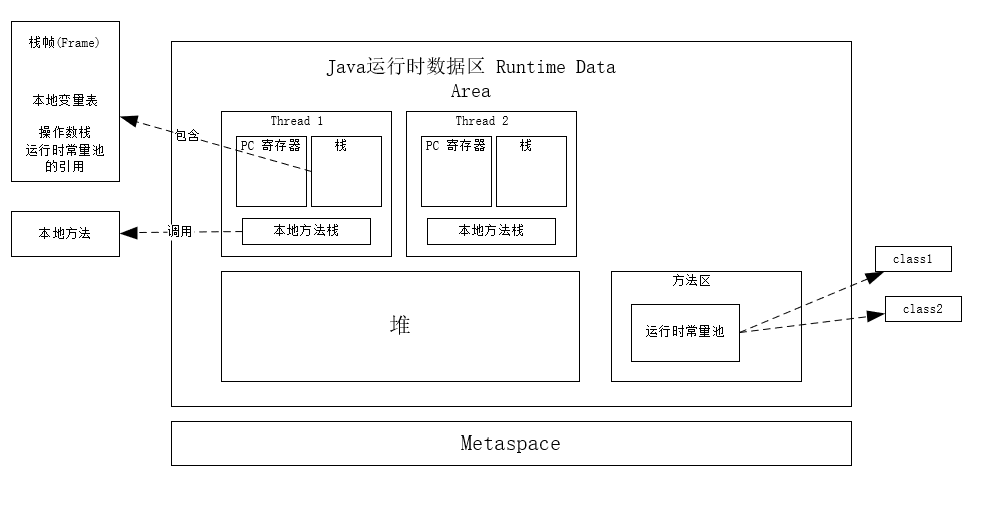 栈帧(Frame)
本地变量表
操作数栈
运行时常量池
的引用
本地方法
包含
调用
Java运行时数据区 Runtime Data
Area
Thread 1
PC 寄存器
栈
本地方法栈
Thread 2
PC 寄存器
栈
本地方法栈
堆
方法区
运行时常量池
class1
class2
Metaspace